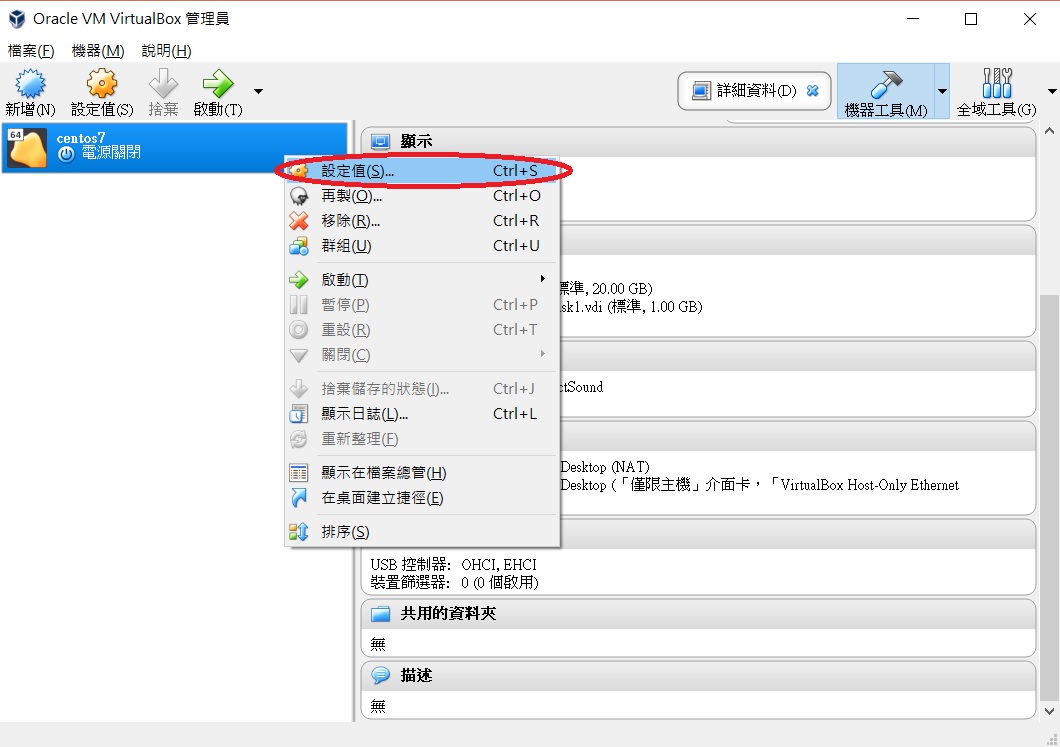 Oracle VM VirtualBox 管理員
檔案(F) 機器(M) 說明(H)
新增(N) 設定值(S) 捨棄 啟動(T) 詳細資料(D) 機器工具(M) 全域工具(G)
64
centos7
電源關閉
顯示
設定值(S)... Ctrl+S
再製(O)... Ctrl+O
移除(R)... Ctrl+R
群組(U) Ctrl+U
啟動(T)
暫停(P) Ctrl+P
重設(R) Ctrl+T
關閉(C)
捨棄儲存的狀態(I)... Ctrl+J
顯示日誌(L)... Ctrl+L
重新整理(F)
顯示在檔案總管(H)
在桌面建立捷徑(E)
排序(S)
標準, 20.00 GB)
sk1.vdi (標準, 1.00 GB)
ctSound
Desktop (NAT)
Desktop (「僅限主機」介面卡，「VirtualBox Host-Only Ethernet
USB 控制器: OHCI, EHCI
裝置篩選器: 0 (0 個啟用)
共用的資料夾
無
描述
無